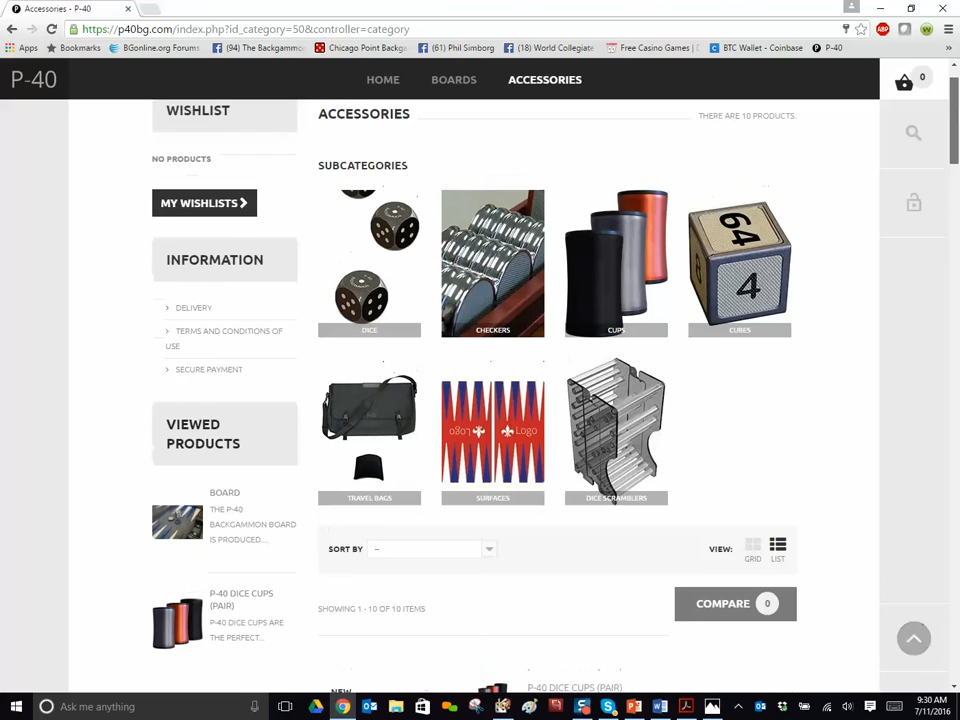 Accessories - P-40
https://p40bg.com/index.php?id_category=50&controller=category
Apps
Bookmarks
BGonline.org Forums
(94) The Backgammo
Chicago Point Backg
(61) Phil Simborg
(18) World Collegiate
Free Casino Games |
BTC Wallet - Coinbase
P-40
P-40
HOME
BOARDS
ACCESSORIES
0
WISHLIST
NO PRODUCTS
MY WISHLISTS
INFORMATION
DELIVERY
TERMS AND CONDITIONS OF
USE
SECURE PAYMENT
VIEWED
PRODUCTS
BOARD
THE P-40
BACKGAMMON BOARD
IS PRODUCED....
P-40 DICE CUPS
(PAIR)
P-40 DICE CUPS ARE
THE PERFECT...
ACCESSORIES
THERE ARE 10 PRODUCTS.
SUBCATEGORIES
64
4
DICE
CHECKERS
CUPS
CUBES
Logo
Logo
TRAVEL BAGS
SURFACES
DICE SCRAMBLERS
SORT BY
--
VIEW:
GRID
LIST
SHOWING 1 - 10 OF 10 ITEMS
COMPARE 0
NEW
P-40 DICE CUPS (PAIR)
Ask me anything
9:30 AM
7/11/2016